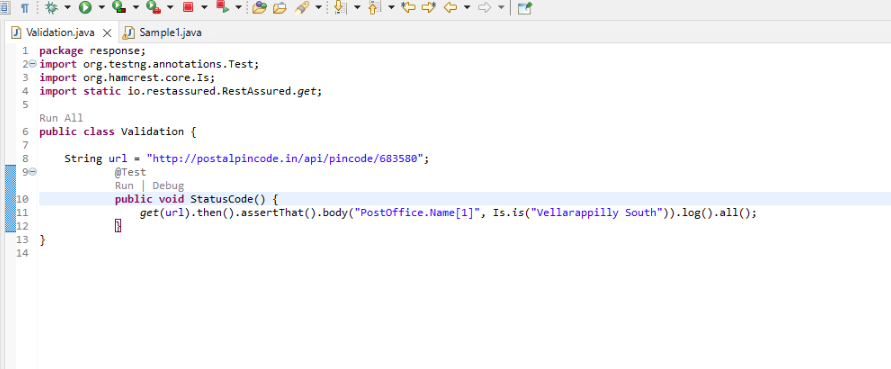 Validation.java
Sample1.java
1 package response;
2 import org.testng.annotations.Test;
3 import org.hamcrest.core.Is;
4 import static io.restassured.RestAssured.get;
5
Run All
6 public class Validation {
7
8 String url = "http://postalpincode.in/api/pincode/683580";
9 @Test
Run | Debug
10 public void StatusCode() {
11 get(url).then().assertThat().body("PostOffice.Name[1]", Is.is("Vellarappilly South")).log().all();
12 }
13 }
14